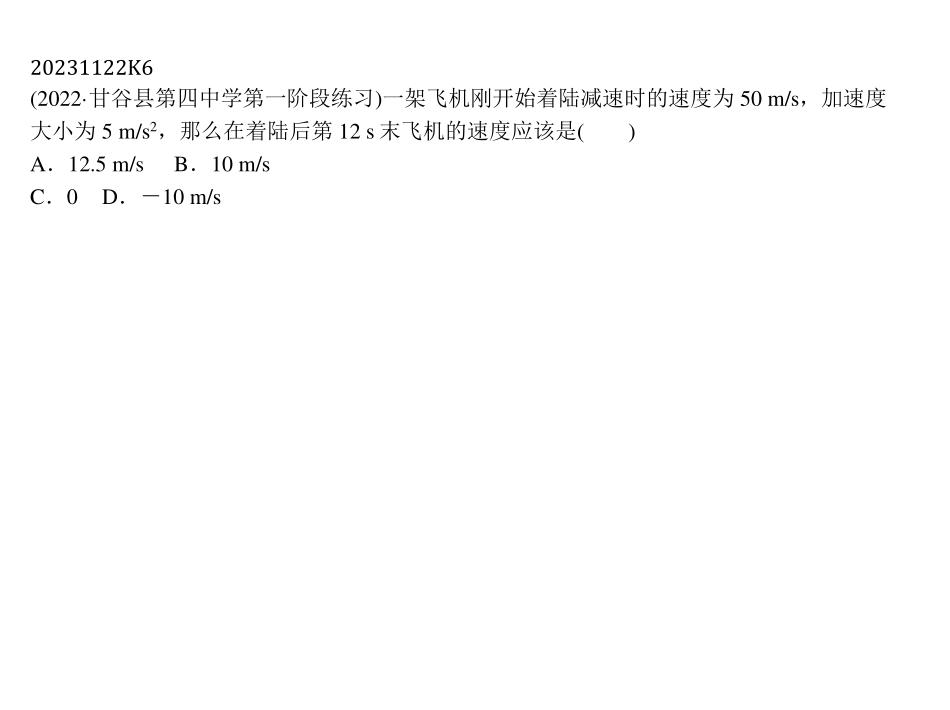 20231122K6
(2022·甘谷县第四中学第一阶段练习)一架飞机刚开始着陆减速时的速度为 50 m/s，加速度
大小为 5 m/s²，那么在着陆后第 12 s 末飞机的速度应该是(　　)
A．12.5 m/s　B．10 m/s
C．0　D．－10 m/s